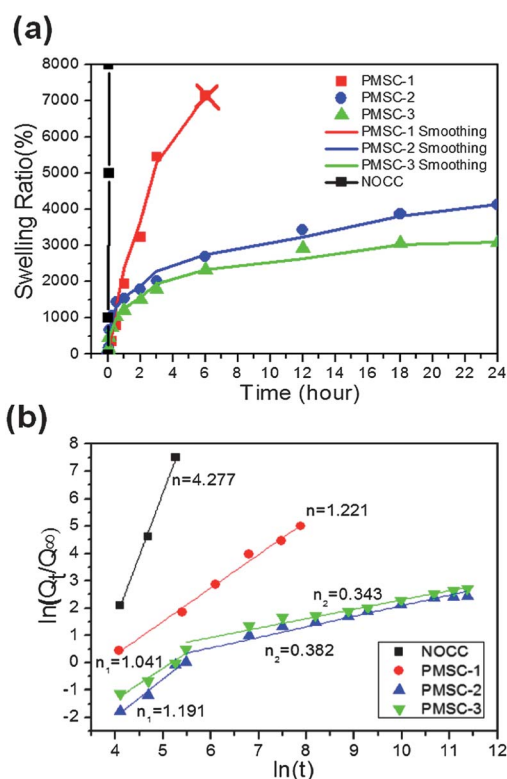 (a)
8000
7000
6000
5000
4000
3000
2000
1000
0
Swelling Ratio(%)
PMSC-1
PMSC-2
PMSC-3
PMSC-1 Smoothing
PMSC-2 Smoothing
PMSC-3 Smoothing
NOCC
0 2 4 6 8 10 12 14 16 18 20 22 24
Time (hour)
(b)
8
7
6
5
4
3
2
1
0
-1
-2
ln(Qt/Q∞)
n=4.277
n=1.221
n2=0.343
n1=1.041
n2=0.382
n1=1.191
NOCC
PMSC-1
PMSC-2
PMSC-3
4 5 6 7 8 9 10 11 12
ln(t)